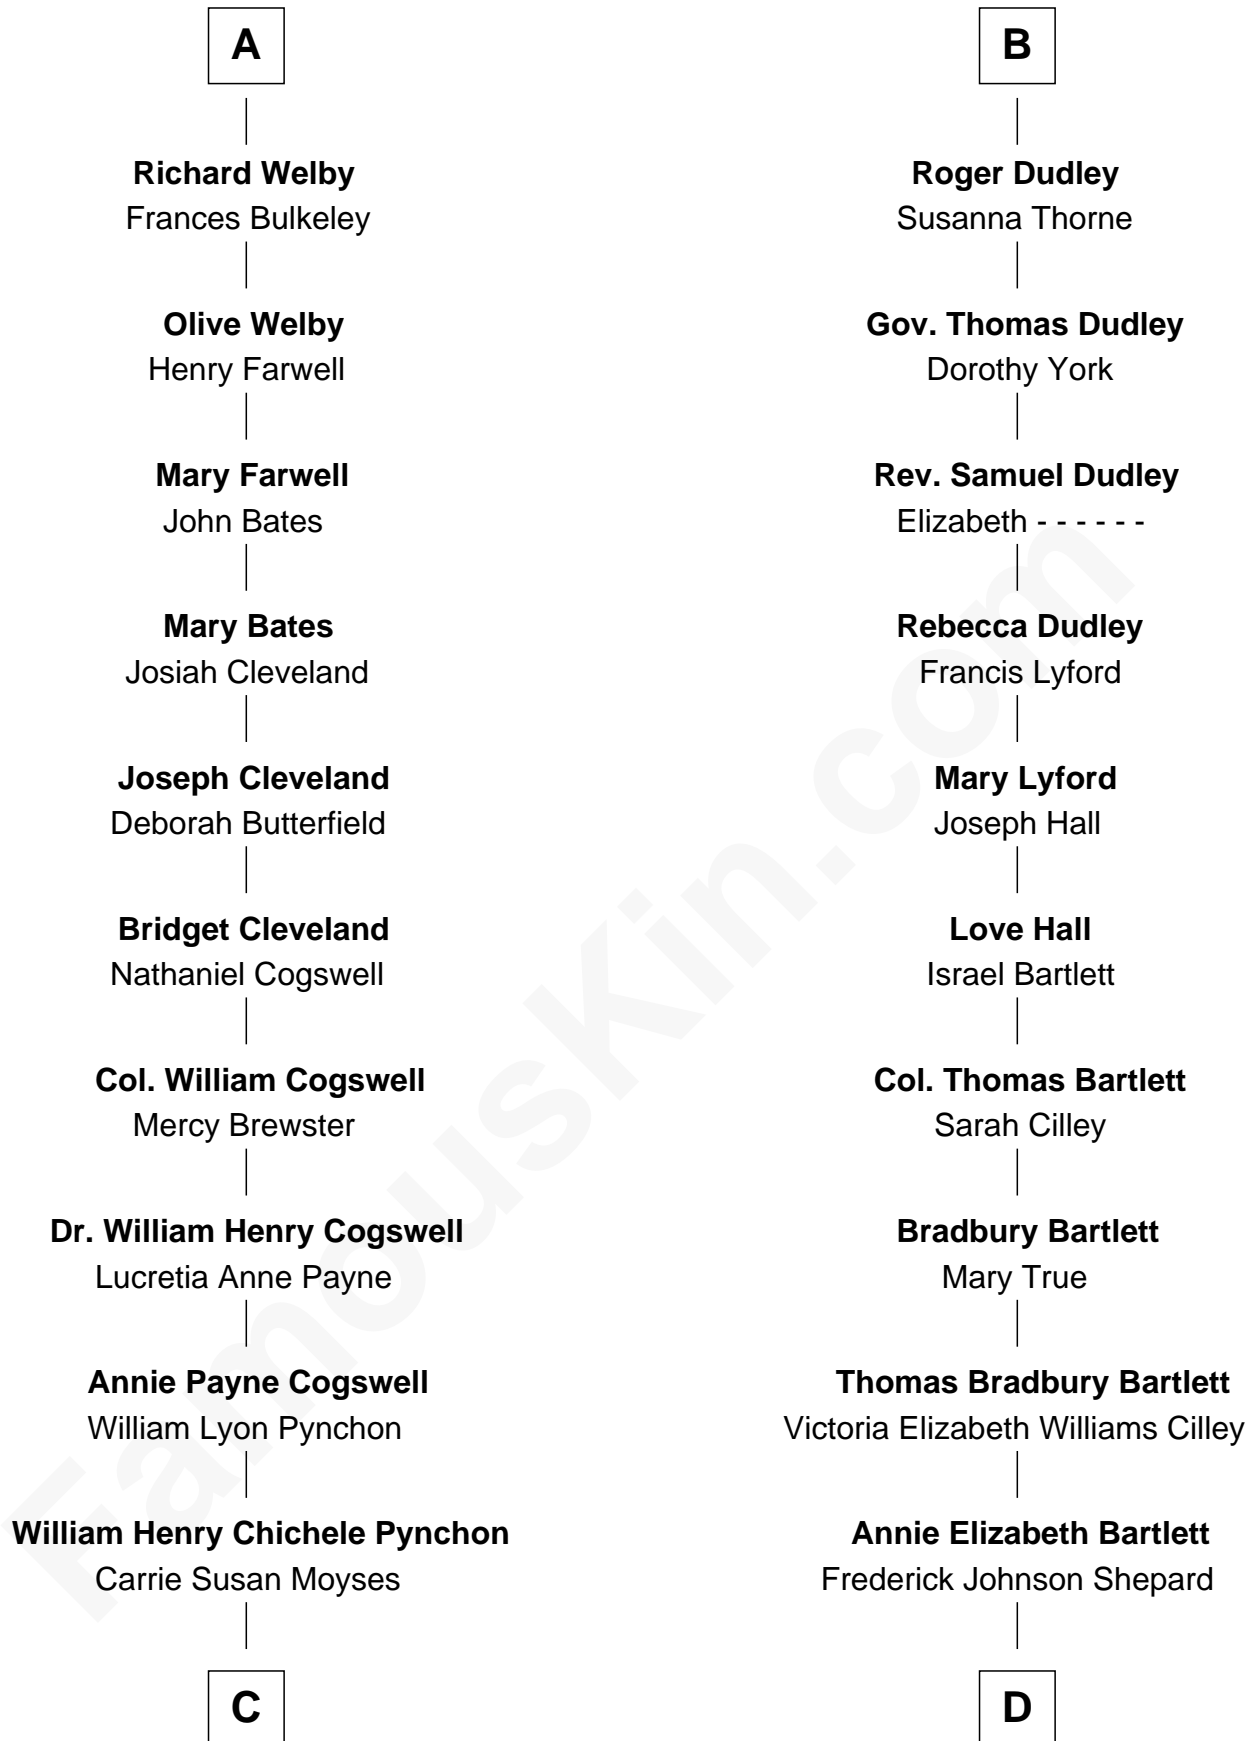 A
Richard Welby
Frances Bulkeley
Olive Welby
Henry Farwell
Mary Farwell
John Bates
Mary Bates
Josiah Cleveland
Joseph Cleveland
Deborah Butterfield
Bridget Cleveland
Nathaniel Cogswell
Col. William Cogswell
Mercy Brewster
Dr. William Henry Cogswell
Lucretia Anne Payne
Annie Payne Cogswell
William Lyon Pynchon
William Henry Chichele Pynchon
Carrie Susan Moyses
C
B
Roger Dudley
Susanna Thorne
Gov. Thomas Dudley
Dorothy York
Rev. Samuel Dudley
Elizabeth - - - - - -
Rebecca Dudley
Francis Lyford
Mary Lyford
Joseph Hall
Love Hall
Israel Bartlett
Col. Thomas Bartlett
Sarah Cilley
Bradbury Bartlett
Mary True
Thomas Bradbury Bartlett
Victoria Elizabeth Williams Cilley
Annie Elizabeth Bartlett
Frederick Johnson Shepard
D
FamousKin.com